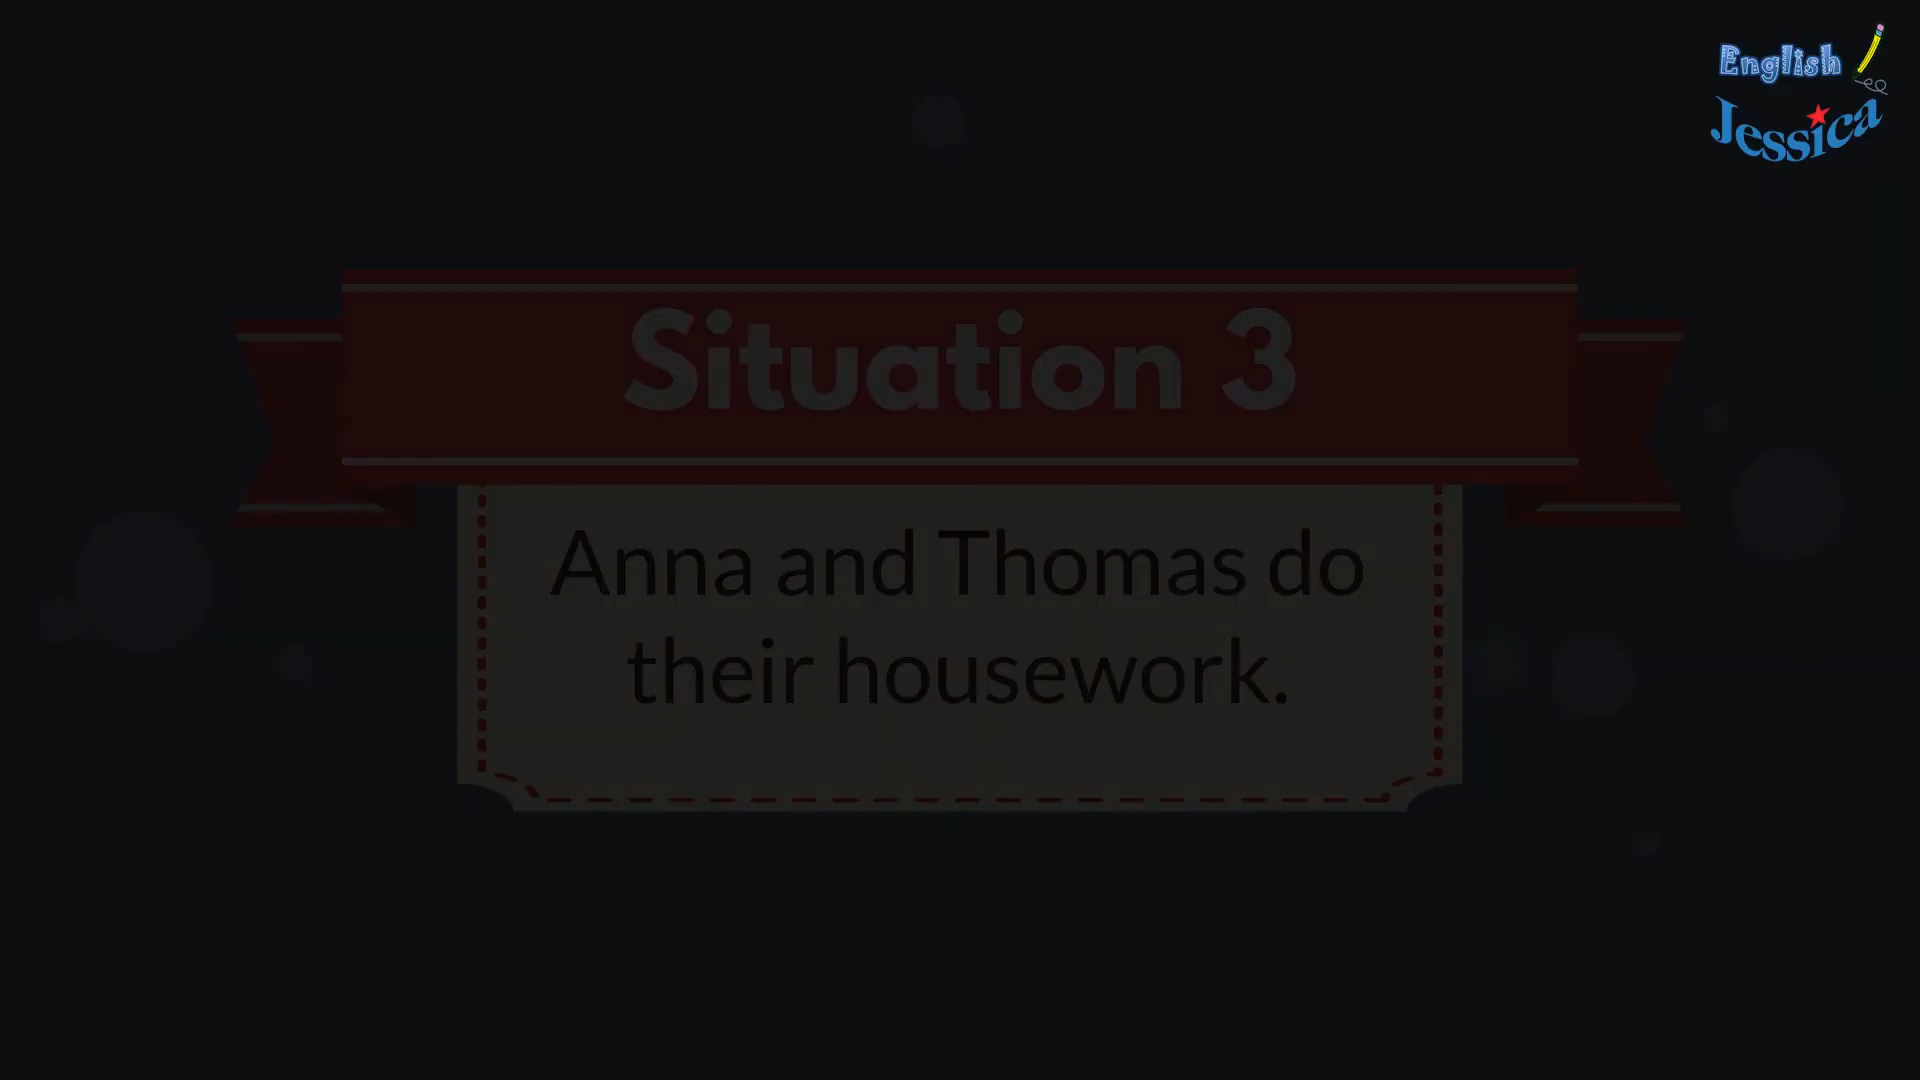 English
Jessica
Situation 3
Anna and Thomas do
their housework.